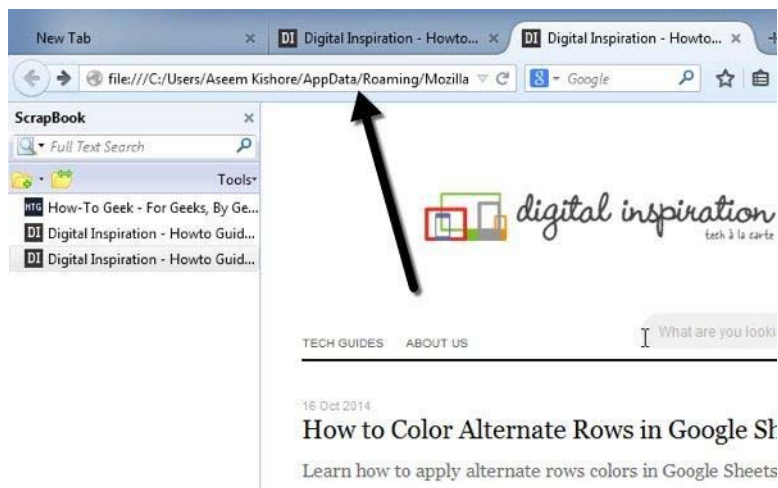 New Tab
Digital Inspiration - Howto...
Digital Inspiration - Howto...
file:///C:/Users/Aseem Kishore/AppData/Roaming/Mozilla
Google
ScrapBook
Full Text Search
Tools
HTG How-To Geek - For Geeks, By Ge...
DI Digital Inspiration - Howto Guid...
DI Digital Inspiration - Howto Guid...
digital inspiration
tech à la carte
What are you looki
TECH GUIDES ABOUT US
16 Oct 2014
How to Color Alternate Rows in Google Sh
Learn how to apply alternate rows colors in Google Sheets